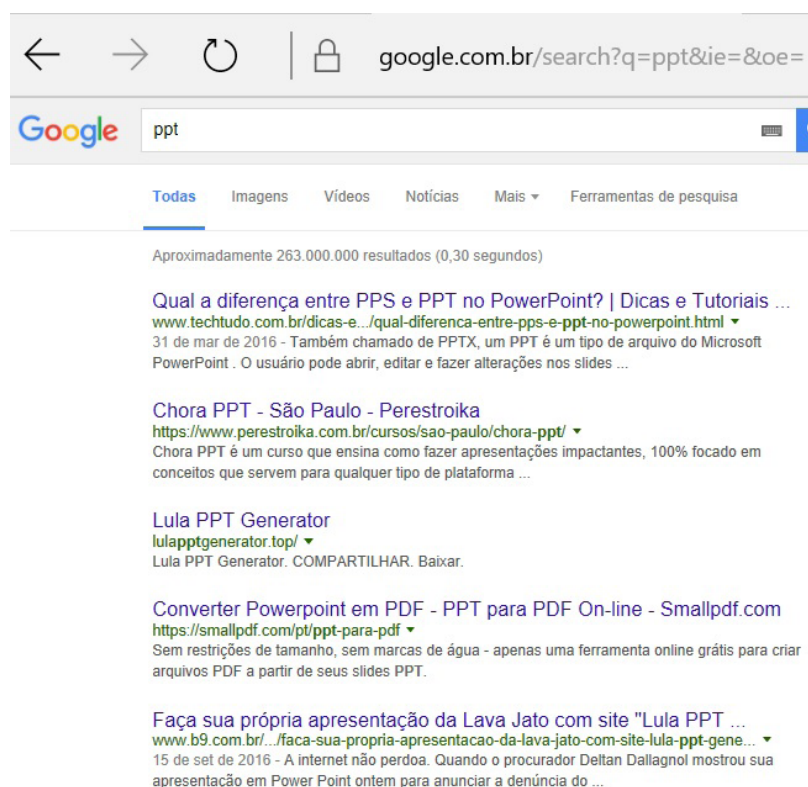 google.com.br/search?q=ppt&ie=&oe=
Google ppt
Todas Imagens Vídeos Notícias Mais Ferramentas de pesquisa
Aproximadamente 263.000.000 resultados (0,30 segundos)
Qual a diferença entre PPS e PPT no PowerPoint? | Dicas e Tutoriais ...
www.techtudo.com.br/dicas-e.../qual-diferenca-entre-pps-e-ppt-no-powerpoint.html
31 de mar de 2016 - Também chamado de PPTX, um PPT é um tipo de arquivo do Microsoft
PowerPoint . O usuário pode abrir, editar e fazer alterações nos slides ...
Chora PPT - São Paulo - Perestroika
https://www.perestroika.com.br/cursos/sao-paulo/chora-ppt/
Chora PPT é um curso que ensina como fazer apresentações impactantes, 100% focado em
conceitos que servem para qualquer tipo de plataforma ...
Lula PPT Generator
lulapptgenerator.top/
Lula PPT Generator. COMPARTILHAR. Baixar.
Converter Powerpoint em PDF - PPT para PDF On-line - Smallpdf.com
https://smallpdf.com/pt/ppt-para-pdf
Sem restrições de tamanho, sem marcas de água - apenas uma ferramenta online grátis para criar
arquivos PDF a partir de seus slides PPT.
Faça sua própria apresentação da Lava Jato com site "Lula PPT ...
www.b9.com.br/.../faca-sua-propria-apresentacao-da-lava-jato-com-site-lula-ppt-gene...
15 de set de 2016 - A internet não perdoa. Quando o procurador Deltan Dallagnol mostrou sua
apresentação em Power Point ontem para anunciar a denúncia do ...